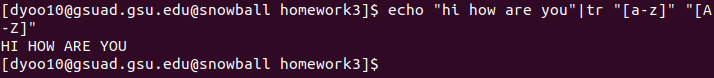 [dyoo10@gsuad.gsu.edu@snowball homework3]$ echo "hi how are you"|tr "[a-z]" "[A
-Z]"
HI HOW ARE YOU
[dyoo10@gsuad.gsu.edu@snowball homework3]$